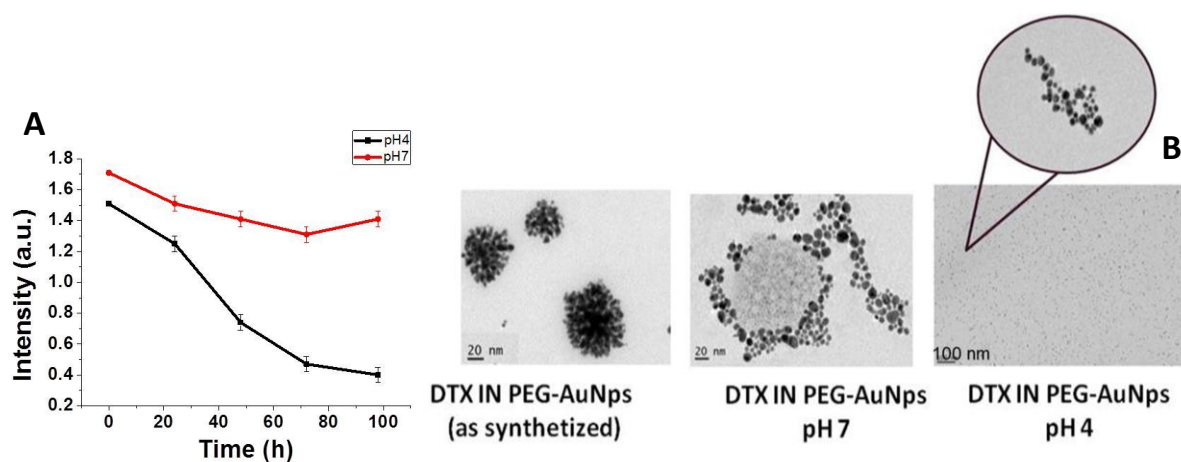 A
pH4
pH7
1.8
1.6
1.4
1.2
1.0
0.8
0.6
0.4
0.2
Intensity (a.u.)
0 20 40 60 80 100
Time (h)
B
20 nm
20 nm
100 nm
DTX IN PEG-AuNps
(as synthetized)
DTX IN PEG-AuNps
pH 7
DTX IN PEG-AuNps
pH 4